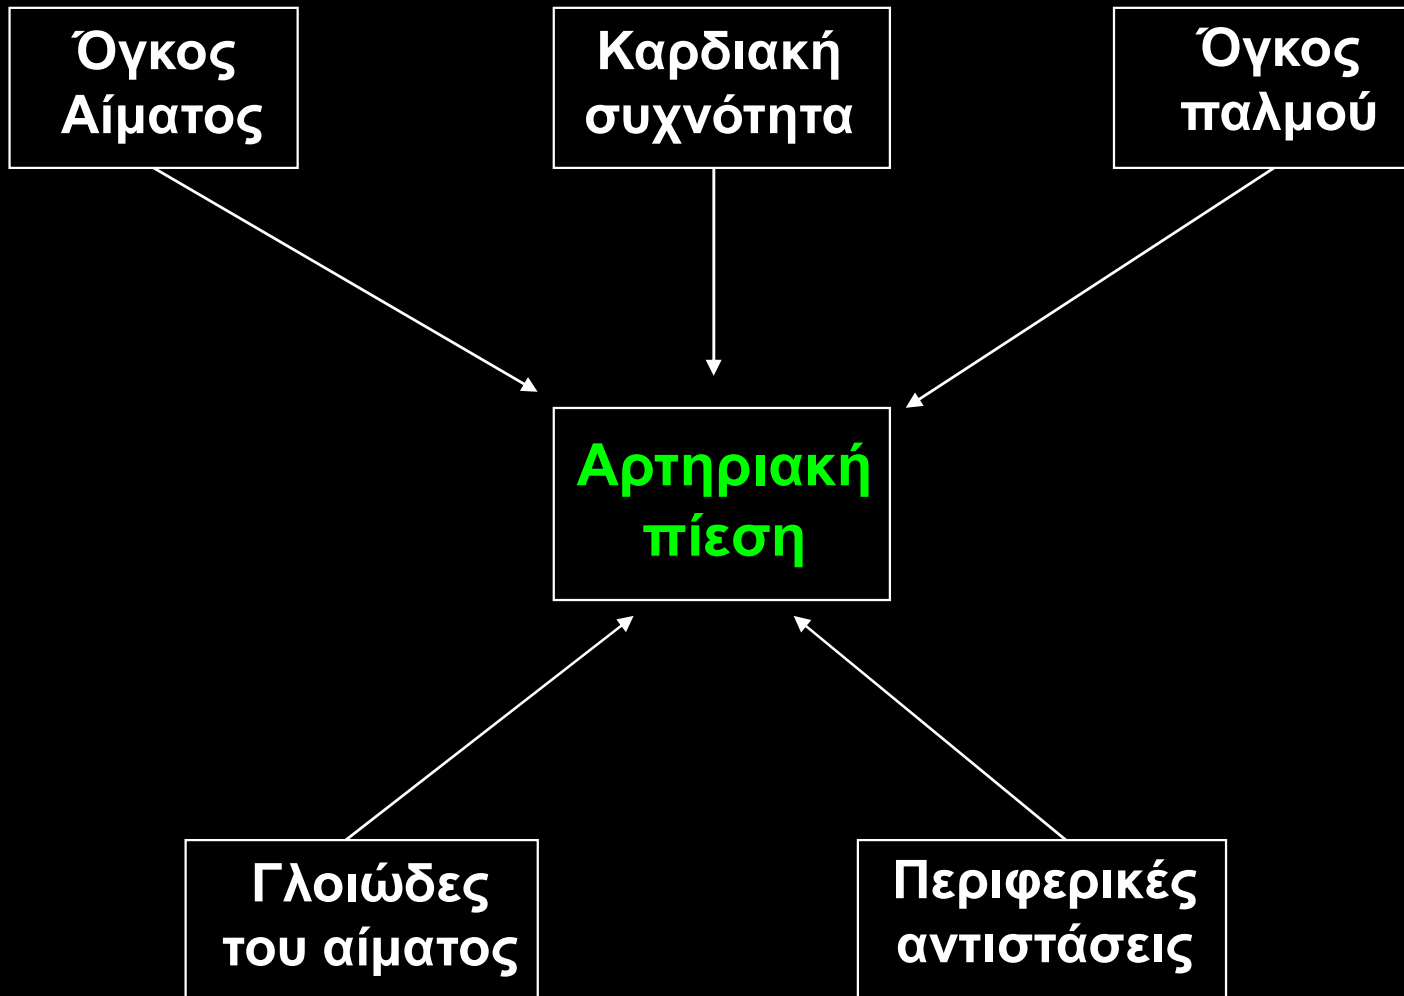 Όγκος
Αίματος
Καρδιακή
συχνότητα
Όγκος
παλμού
Αρτηριακή
πίεση
Γλοιώδες
του αίματος
Περιφερικές
αντιστάσεις